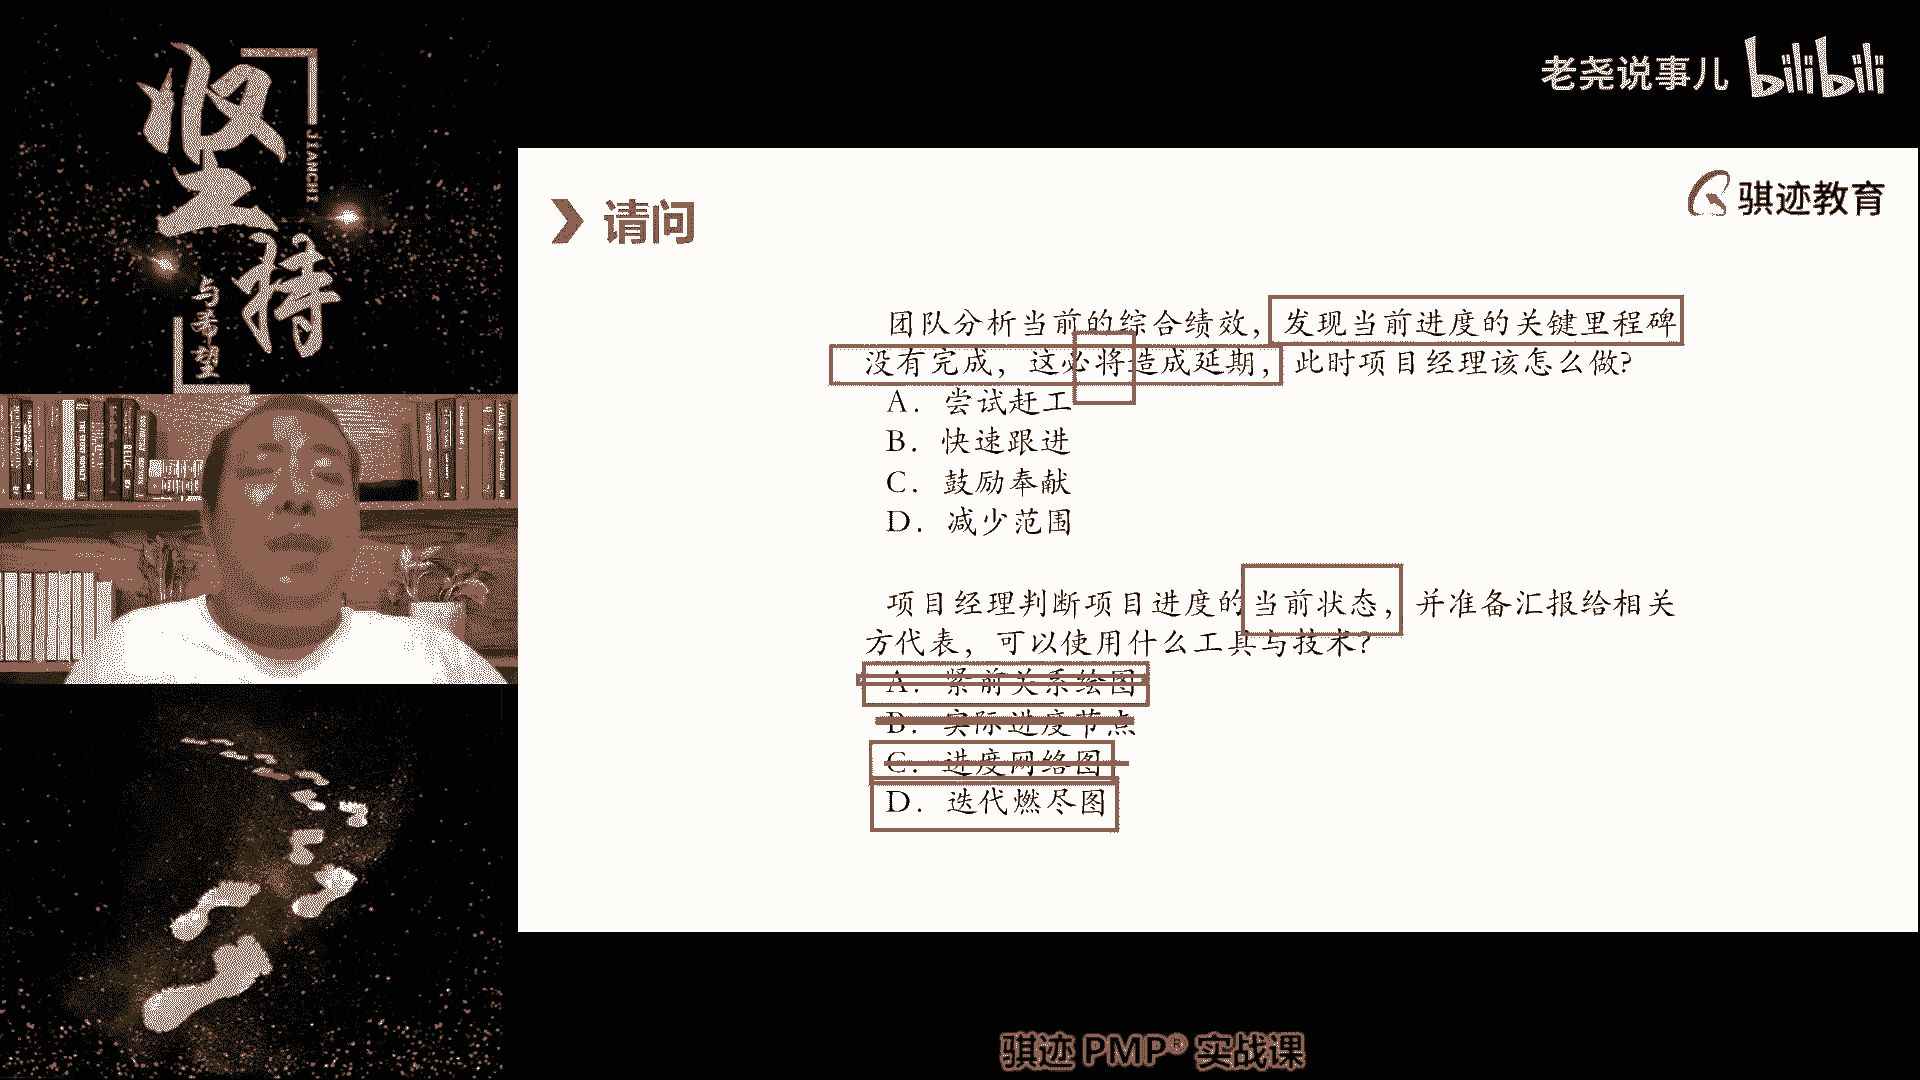 坚持
JIANCHI
与希望
老尧说事儿 bilibili
骐迹教育
请问
团队分析当前的综合绩效，发现当前进度的关键里程碑
没有完成，这必将造成延期，此时项目经理该怎么做？
A. 尝试赶工
B. 快速跟进
C. 鼓励奉献
D. 减少范围
项目经理判断项目进度的当前状态，并准备汇报给相关
方代表，可以使用什么工具与技术？
A. 紧前关系绘图
B. 实际进度节点
C. 进度网络图
D. 迭代燃尽图
骐迹 PMP® 实战课